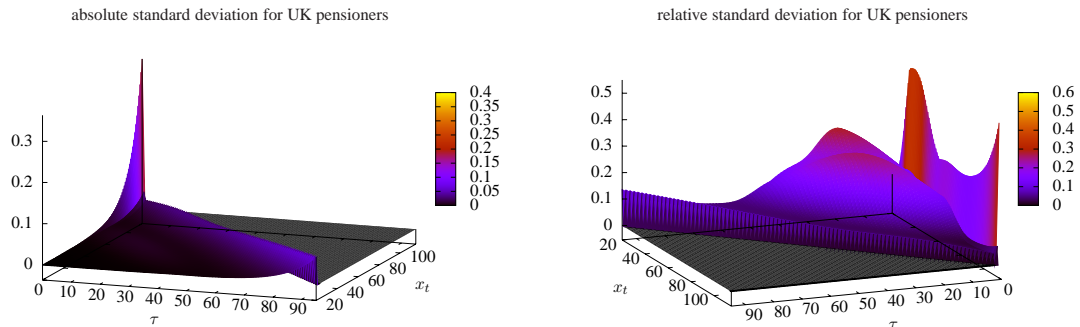 absolute standard deviation for UK pensioners
0.3
0.2
0.1
0
0 10 20 30 40 50 60 70 80 90
τ
20 40 60 80 100
x_t
0.4
0.35
0.3
0.25
0.2
0.15
0.1
0.05
0
relative standard deviation for UK pensioners
0.5
0.4
0.3
0.2
0.1
0
20 40 60 80 100
x_t
90 80 70 60 50 40 30 20 10 0
τ
0.6
0.5
0.4
0.3
0.2
0.1
0